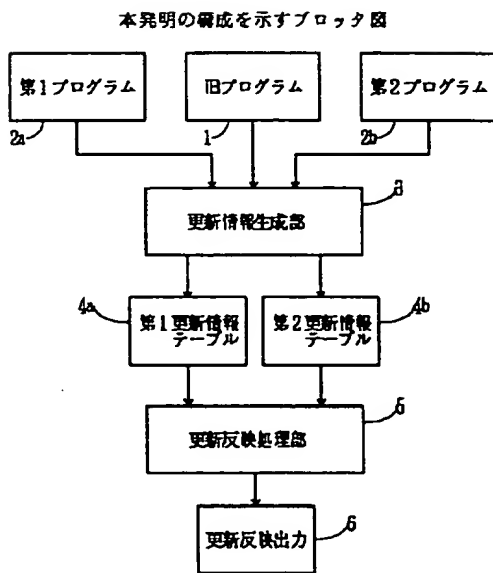 本発明の構成を示すブロック図
第1プログラム
旧プログラム
第2プログラム
2a
1
2b
3
更新情報生成部
4a
第1更新情報
テーブル
第2更新情報
テーブル
4b
5
更新反映処理部
6
更新反映出力